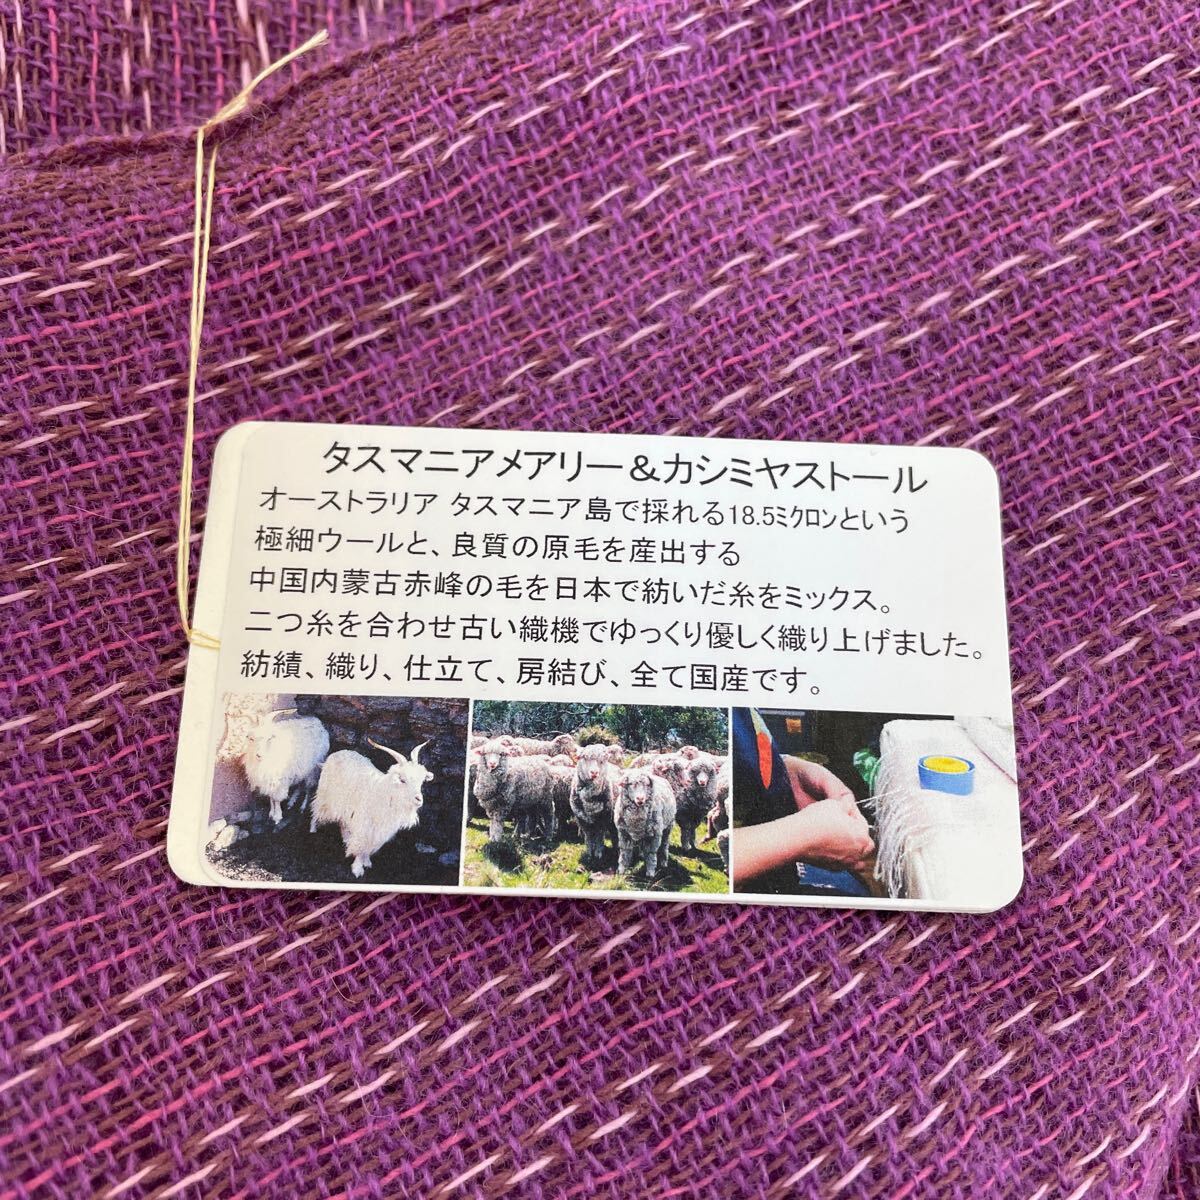 タスマニアメアリー＆カシミヤストール
オーストラリア タスマニア島で採れる18.5ﾐｸﾛﾝという
極細ウールと、良質の原毛を産出する
中国内蒙古赤峰の毛を日本で紡いだ糸をミックス。
二つ糸を合わせ古い織機でゆっくり優しく織り上げました。
紡績、織り、仕立て、房結び、全て国産です。